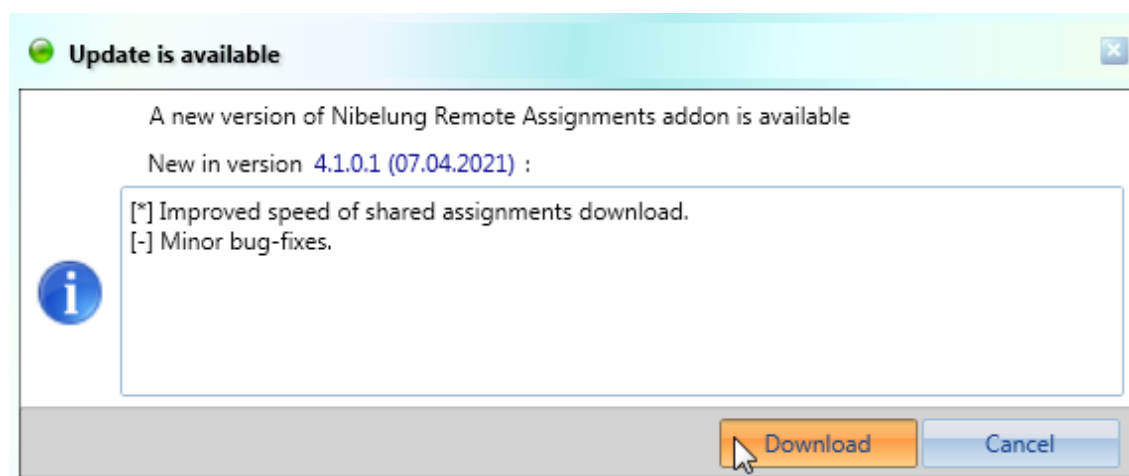 Update is available
A new version of Nibelung Remote Assignments addon is available
New in version 4.1.0.1 (07.04.2021) :
[*] Improved speed of shared assignments download.
[-] Minor bug-fixes.
Download
Cancel